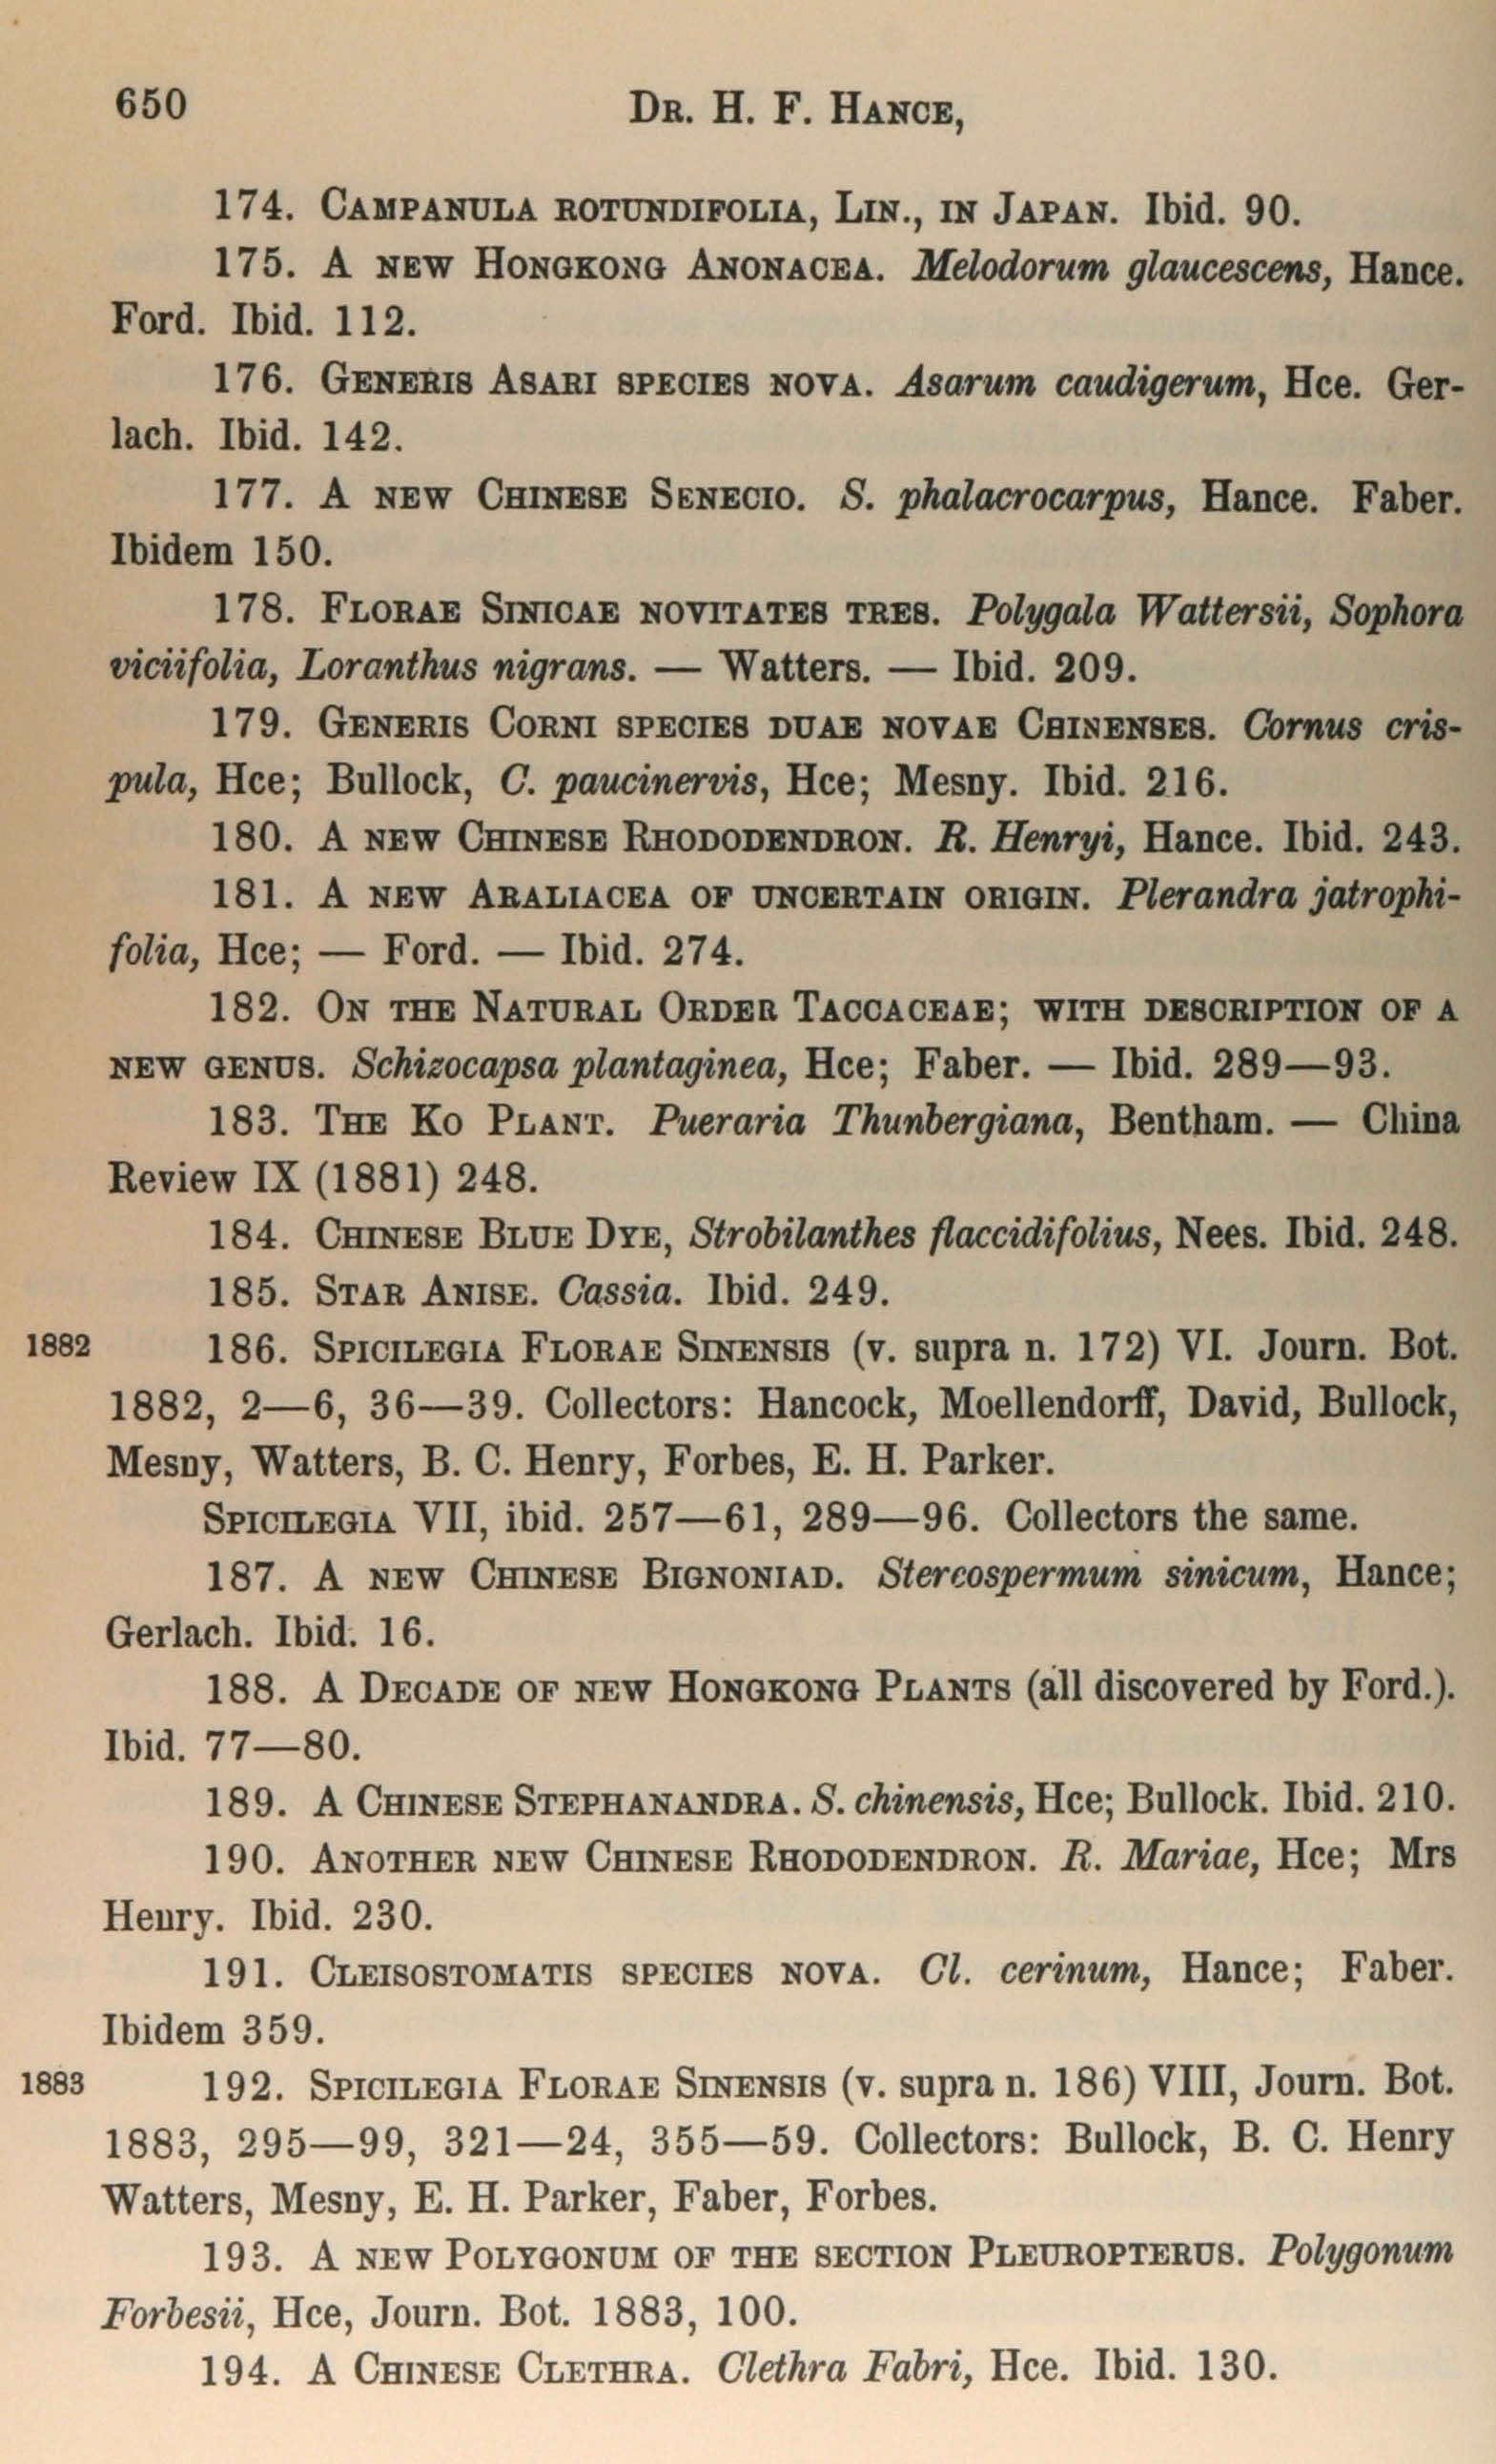 650 DR. H. F. HANCE,
174. CAMPANULA ROTUNDIFOLIA, LIN., IN JAPAN. Ibid. 90.
175. A NEW HONGKONG ANONACEA. Melodorum glaucescens, Hance.
Ford. Ibid. 112.
176. GENERIS ASARI SPECIES NOVA. Asarum caudigerum, Hce. Ger-
lach. Ibid. 142.
177. A NEW CHINESE SENECIO. S. phalacrocarpus, Hance. Faber.
Ibidem 150.
178. FLORAE SINICAE NOVITATES TRES. Polygala Wattersii, Sophora
viciifolia, Loranthus nigrans. — Watters. — Ibid. 209.
179. GENERIS CORNI SPECIES DUAE NOVAE CHINENSES. Cornus cris-
pula, Hce; Bullock, C. paucinervis, Hce; Mesny. Ibid. 216.
180. A NEW CHINESE RHODODENDRON. R. Henryi, Hance. Ibid. 243.
181. A NEW ARALIACEA OF UNCERTAIN ORIGIN. Plerandra jatrophi-
folia, Hce; — Ford. — Ibid. 274.
182. ON THE NATURAL ORDER TACCACEAE; WITH DESCRIPTION OF A
NEW GENUS. Schizocapsa plantaginea, Hce; Faber. — Ibid. 289—93.
183. THE KO PLANT. Pueraria Thunbergiana, Bentham. — China
Review IX (1881) 248.
184. CHINESE BLUE DYE, Strobilanthes flaccidifolius, Nees. Ibid. 248.
185. STAR ANISE. Cassia. Ibid. 249.
1882 186. SPICILEGIA FLORAE SINENSIS (v. supra n. 172) VI. Journ. Bot.
1882, 2—6, 36—39. Collectors: Hancock, Moellendorff, David, Bullock,
Mesny, Watters, B. C. Henry, Forbes, E. H. Parker.
SPICILEGIA VII, ibid. 257—61, 289—96. Collectors the same.
187. A NEW CHINESE BIGNONIAD. Stereospermum sinicum, Hance;
Gerlach. Ibid. 16.
188. A DECADE OF NEW HONGKONG PLANTS (all discovered by Ford.).
Ibid. 77—80.
189. A CHINESE STEPHANANDRA. S. chinensis, Hce; Bullock. Ibid. 210.
190. ANOTHER NEW CHINESE RHODODENDRON. R. Mariae, Hce; Mrs
Henry. Ibid. 230.
191. CLEISOSTOMATIS SPECIES NOVA. Cl. cerinum, Hance; Faber.
Ibidem 359.
1883 192. SPICILEGIA FLORAE SINENSIS (v. supra n. 186) VIII, Journ. Bot.
1883, 295—99, 321—24, 355—59. Collectors: Bullock, B. C. Henry
Watters, Mesny, E. H. Parker, Faber, Forbes.
193. A NEW POLYGONUM OF THE SECTION PLEUROPTERUS. Polygonum
Forbesii, Hce, Journ. Bot. 1883, 100.
194. A CHINESE CLETHRA. Clethra Fabri, Hce. Ibid. 130.